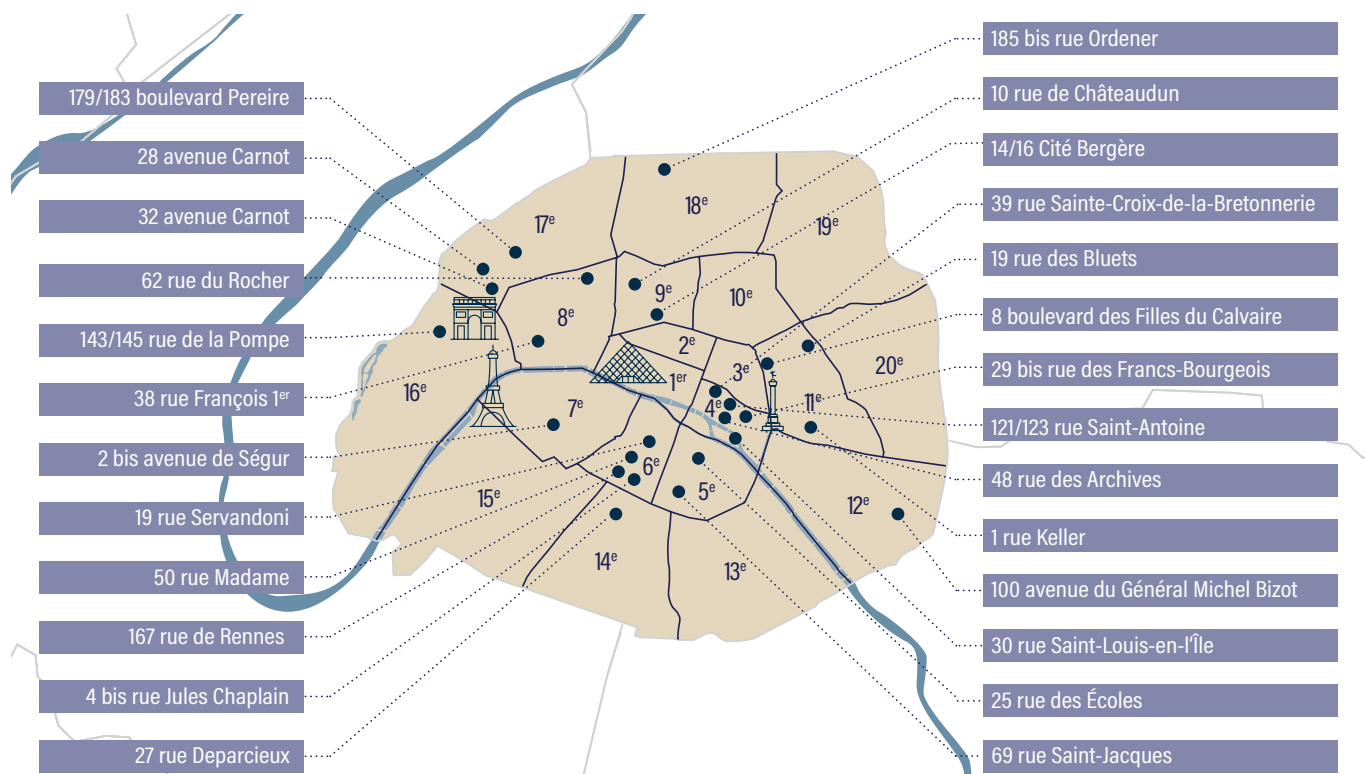 179/183 boulevard Pereire
28 avenue Carnot
32 avenue Carnot
62 rue du Rocher
143/145 rue de la Pompe
38 rue François 1er
2 bis avenue de Ségur
19 rue Servandoni
50 rue Madame
167 rue de Rennes
4 bis rue Jules Chaplain
27 rue Deparcieux
17e
18e
19e
8e
9e
10e
2e
1er
3e
4e
11e
20e
16e
7e
6e
5e
15e
14e
13e
12e
185 bis rue Ordener
10 rue de Châteaudun
14/16 Cité Bergère
39 rue Sainte-Croix-de-la-Bretonnerie
19 rue des Bluets
8 boulevard des Filles du Calvaire
29 bis rue des Francs-Bourgeois
121/123 rue Saint-Antoine
48 rue des Archives
1 rue Keller
100 avenue du Général Michel Bizot
30 rue Saint-Louis-en-l'Île
25 rue des Écoles
69 rue Saint-Jacques